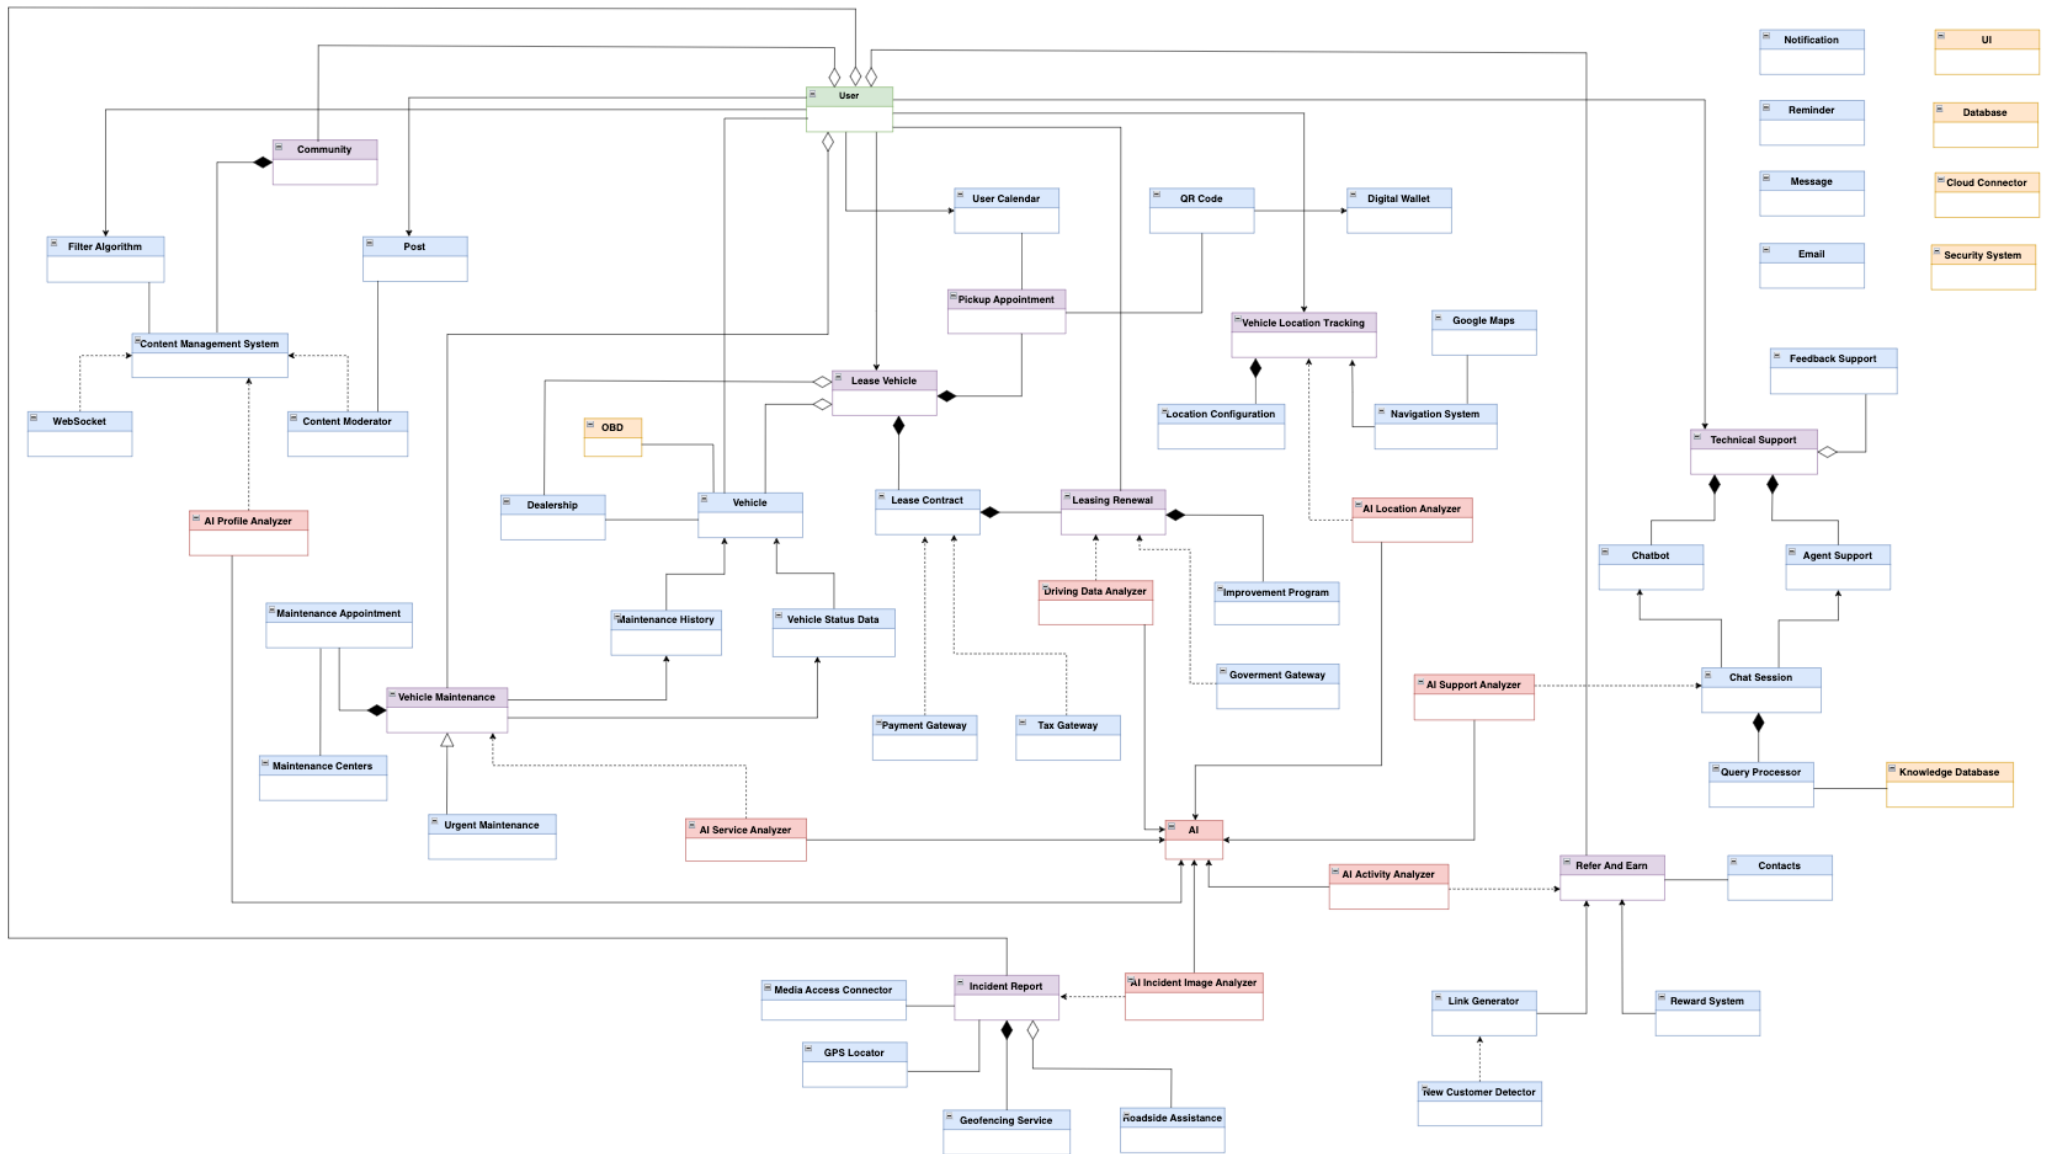 Notification
UI
User
Reminder
Database
Community
Message
Cloud Connector
User Calendar
QR Code
Digital Wallet
Filter Algorithm
Post
Email
Security System
Pickup Appointment
Vehicle Location Tracking
Google Maps
Content Management System
Feedback Support
Lease Vehicle
WebSocket
Content Moderator
OBD
Location Configuration
Navigation System
Technical Support
AI Profile Analyzer
Dealership
Vehicle
Lease Contract
Leasing Renewal
AI Location Analyzer
Chatbot
Agent Support
Maintenance Appointment
Maintenance History
Vehicle Status Data
Driving Data Analyzer
Improvement Program
Vehicle Maintenance
Goverment Gateway
AI Support Analyzer
Chat Session
Payment Gateway
Tax Gateway
Maintenance Centers
Query Processor
Knowledge Database
Urgent Maintenance
AI Service Analyzer
AI
AI Activity Analyzer
Refer And Earn
Contacts
Media Access Connector
Incident Report
AI Incident Image Analyzer
Link Generator
Reward System
GPS Locator
New Customer Detector
Geofencing Service
Roadside Assistance